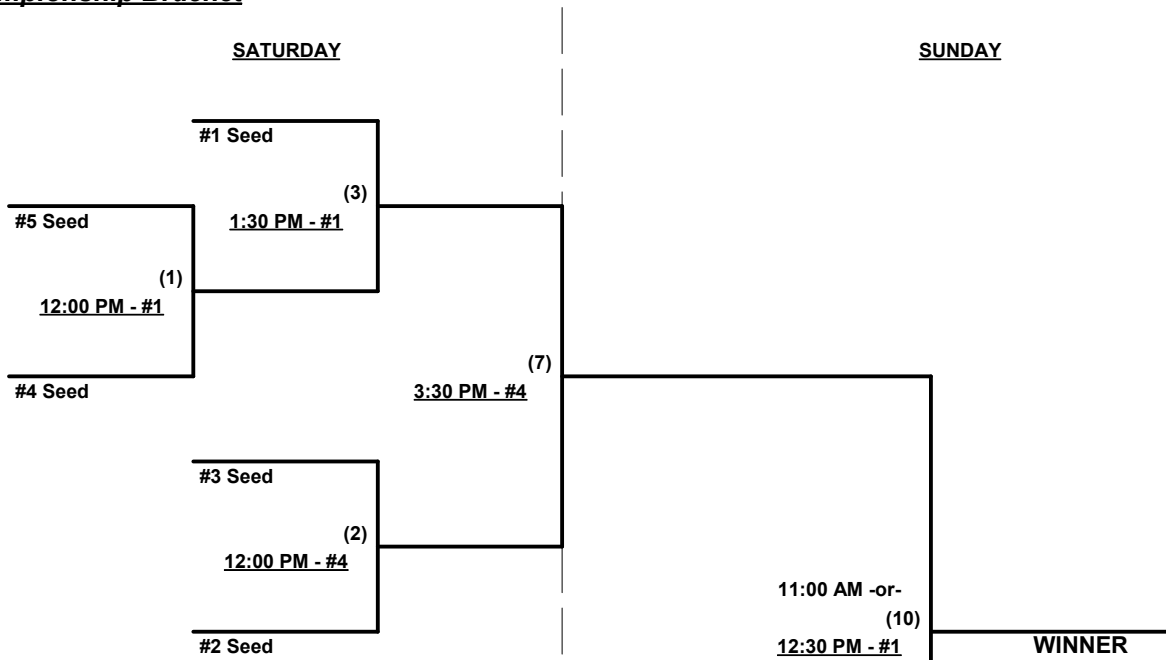 SATURDAY
SUNDAY
#1 Seed
(3)
1:30 PM - #1
#5 Seed
(1)
12:00 PM - #1
#4 Seed
(7)
3:30 PM - #4
#3 Seed
(2)
12:00 PM - #4
#2 Seed
11:00 AM -or-
(10)
12:30 PM - #1
WINNER